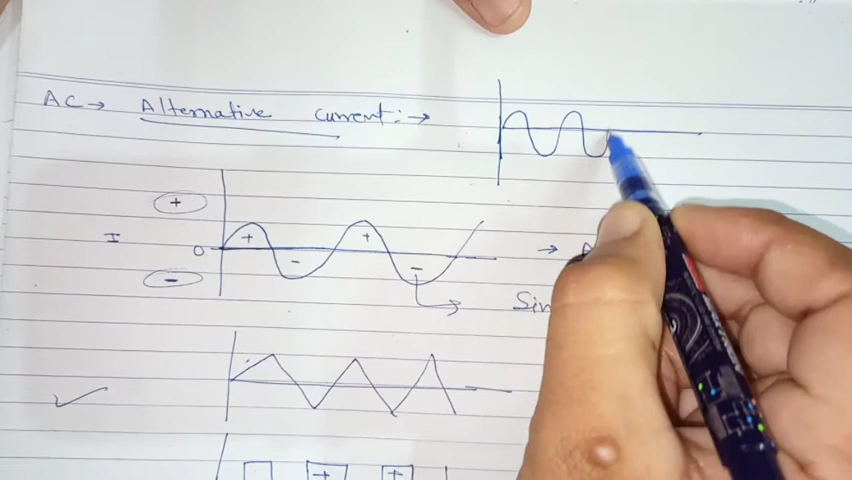 AC → Alternative current :- →
+
I 0 + - + -
-
→
Sin
+ +